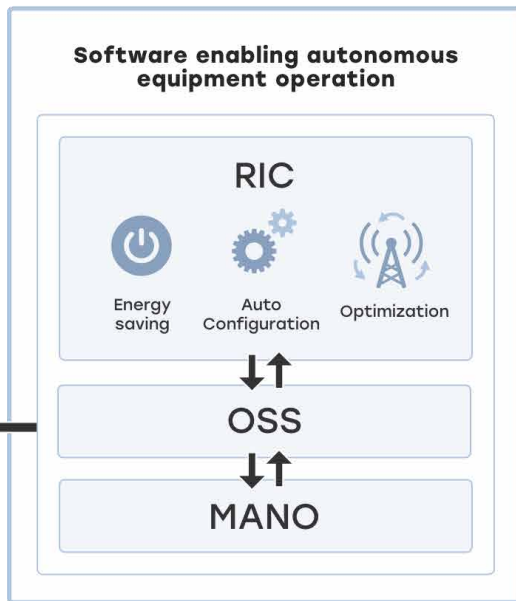 Software enabling autonomous
equipment operation
RIC
Energy
saving
Auto
Configuration
Optimization
OSS
MANO